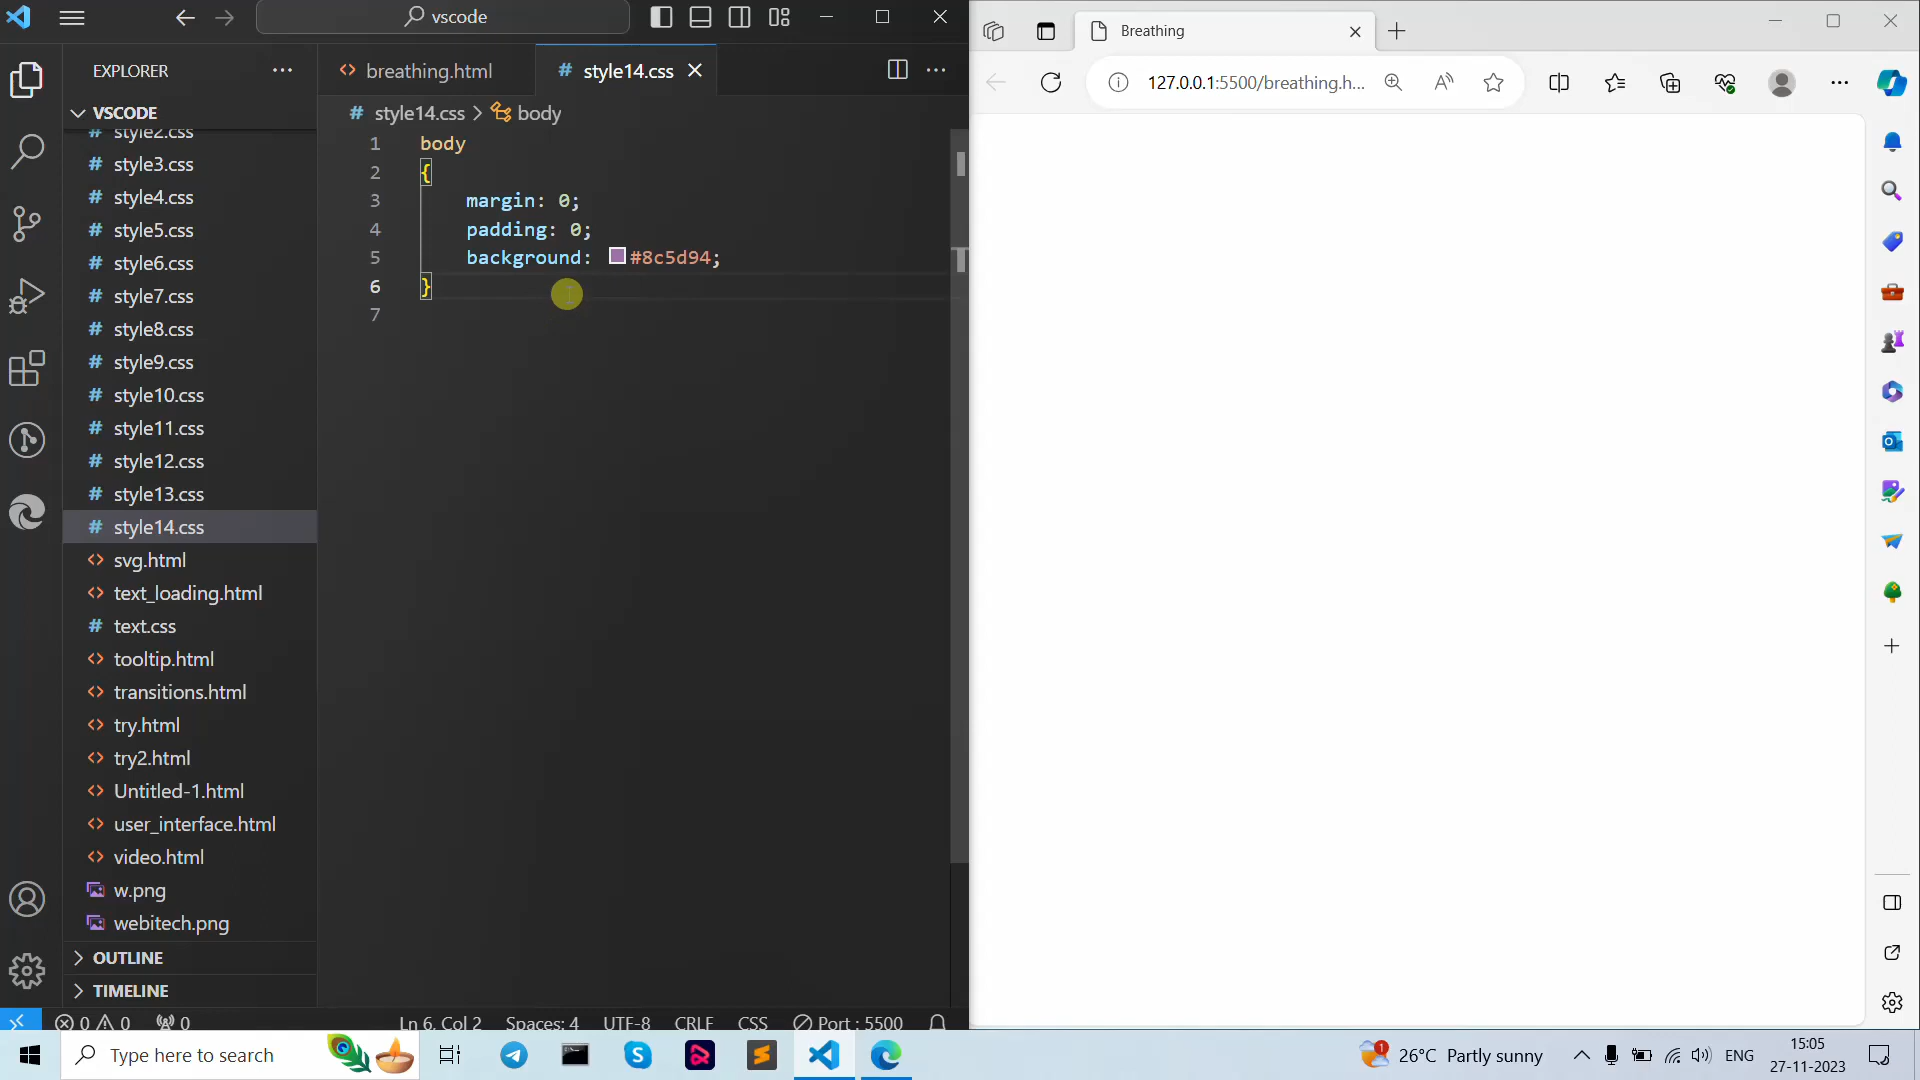 vscode
EXPLORER
VSCODE
style2.css
style3.css
style4.css
style5.css
style6.css
style7.css
style8.css
style9.css
style10.css
style11.css
style12.css
style13.css
style14.css
svg.html
text_loading.html
text.css
tooltip.html
transitions.html
try.html
try2.html
Untitled-1.html
user_interface.html
video.html
w.png
webitech.png
OUTLINE
TIMELINE
breathing.html
style14.css
style14.css > body
1 body
2 {
3 margin: 0;
4 padding: 0;
5 background: #8c5d94;
6 }
7
0 0 0 Ln 6, Col 2 Spaces: 4 UTF-8 CRLF CSS Port : 5500
Breathing
127.0.0.1:5500/breathing.h...
Type here to search
1 26°C Partly sunny
ENG
15:05
27-11-2023